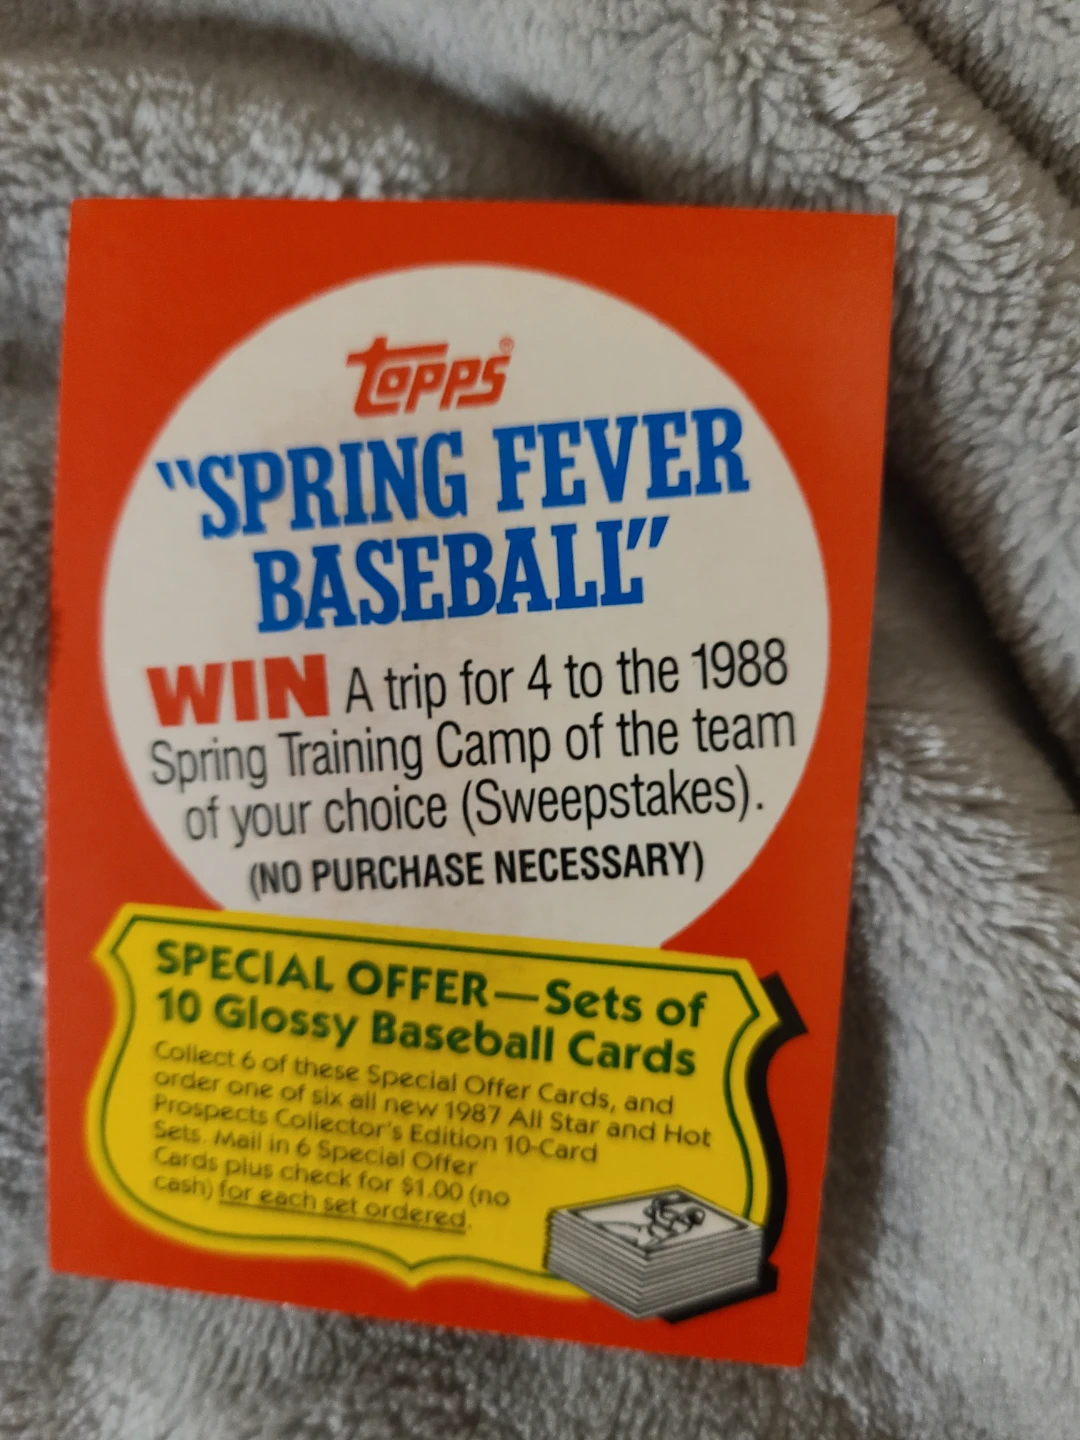 topps®
"SPRING FEVER
BASEBALL"
WIN A trip for 4 to the 1988
Spring Training Camp of the team
of your choice (Sweepstakes).
(NO PURCHASE NECESSARY)
SPECIAL OFFER—Sets of
10 Glossy Baseball Cards
Collect 6 of these Special Offer Cards, and
order one of six all new 1987 All Star and Hot
Prospects Collector's Edition 10-Card
Sets. Mail in 6 Special Offer
Cards plus check for $1.00 (no
cash) for each set ordered.